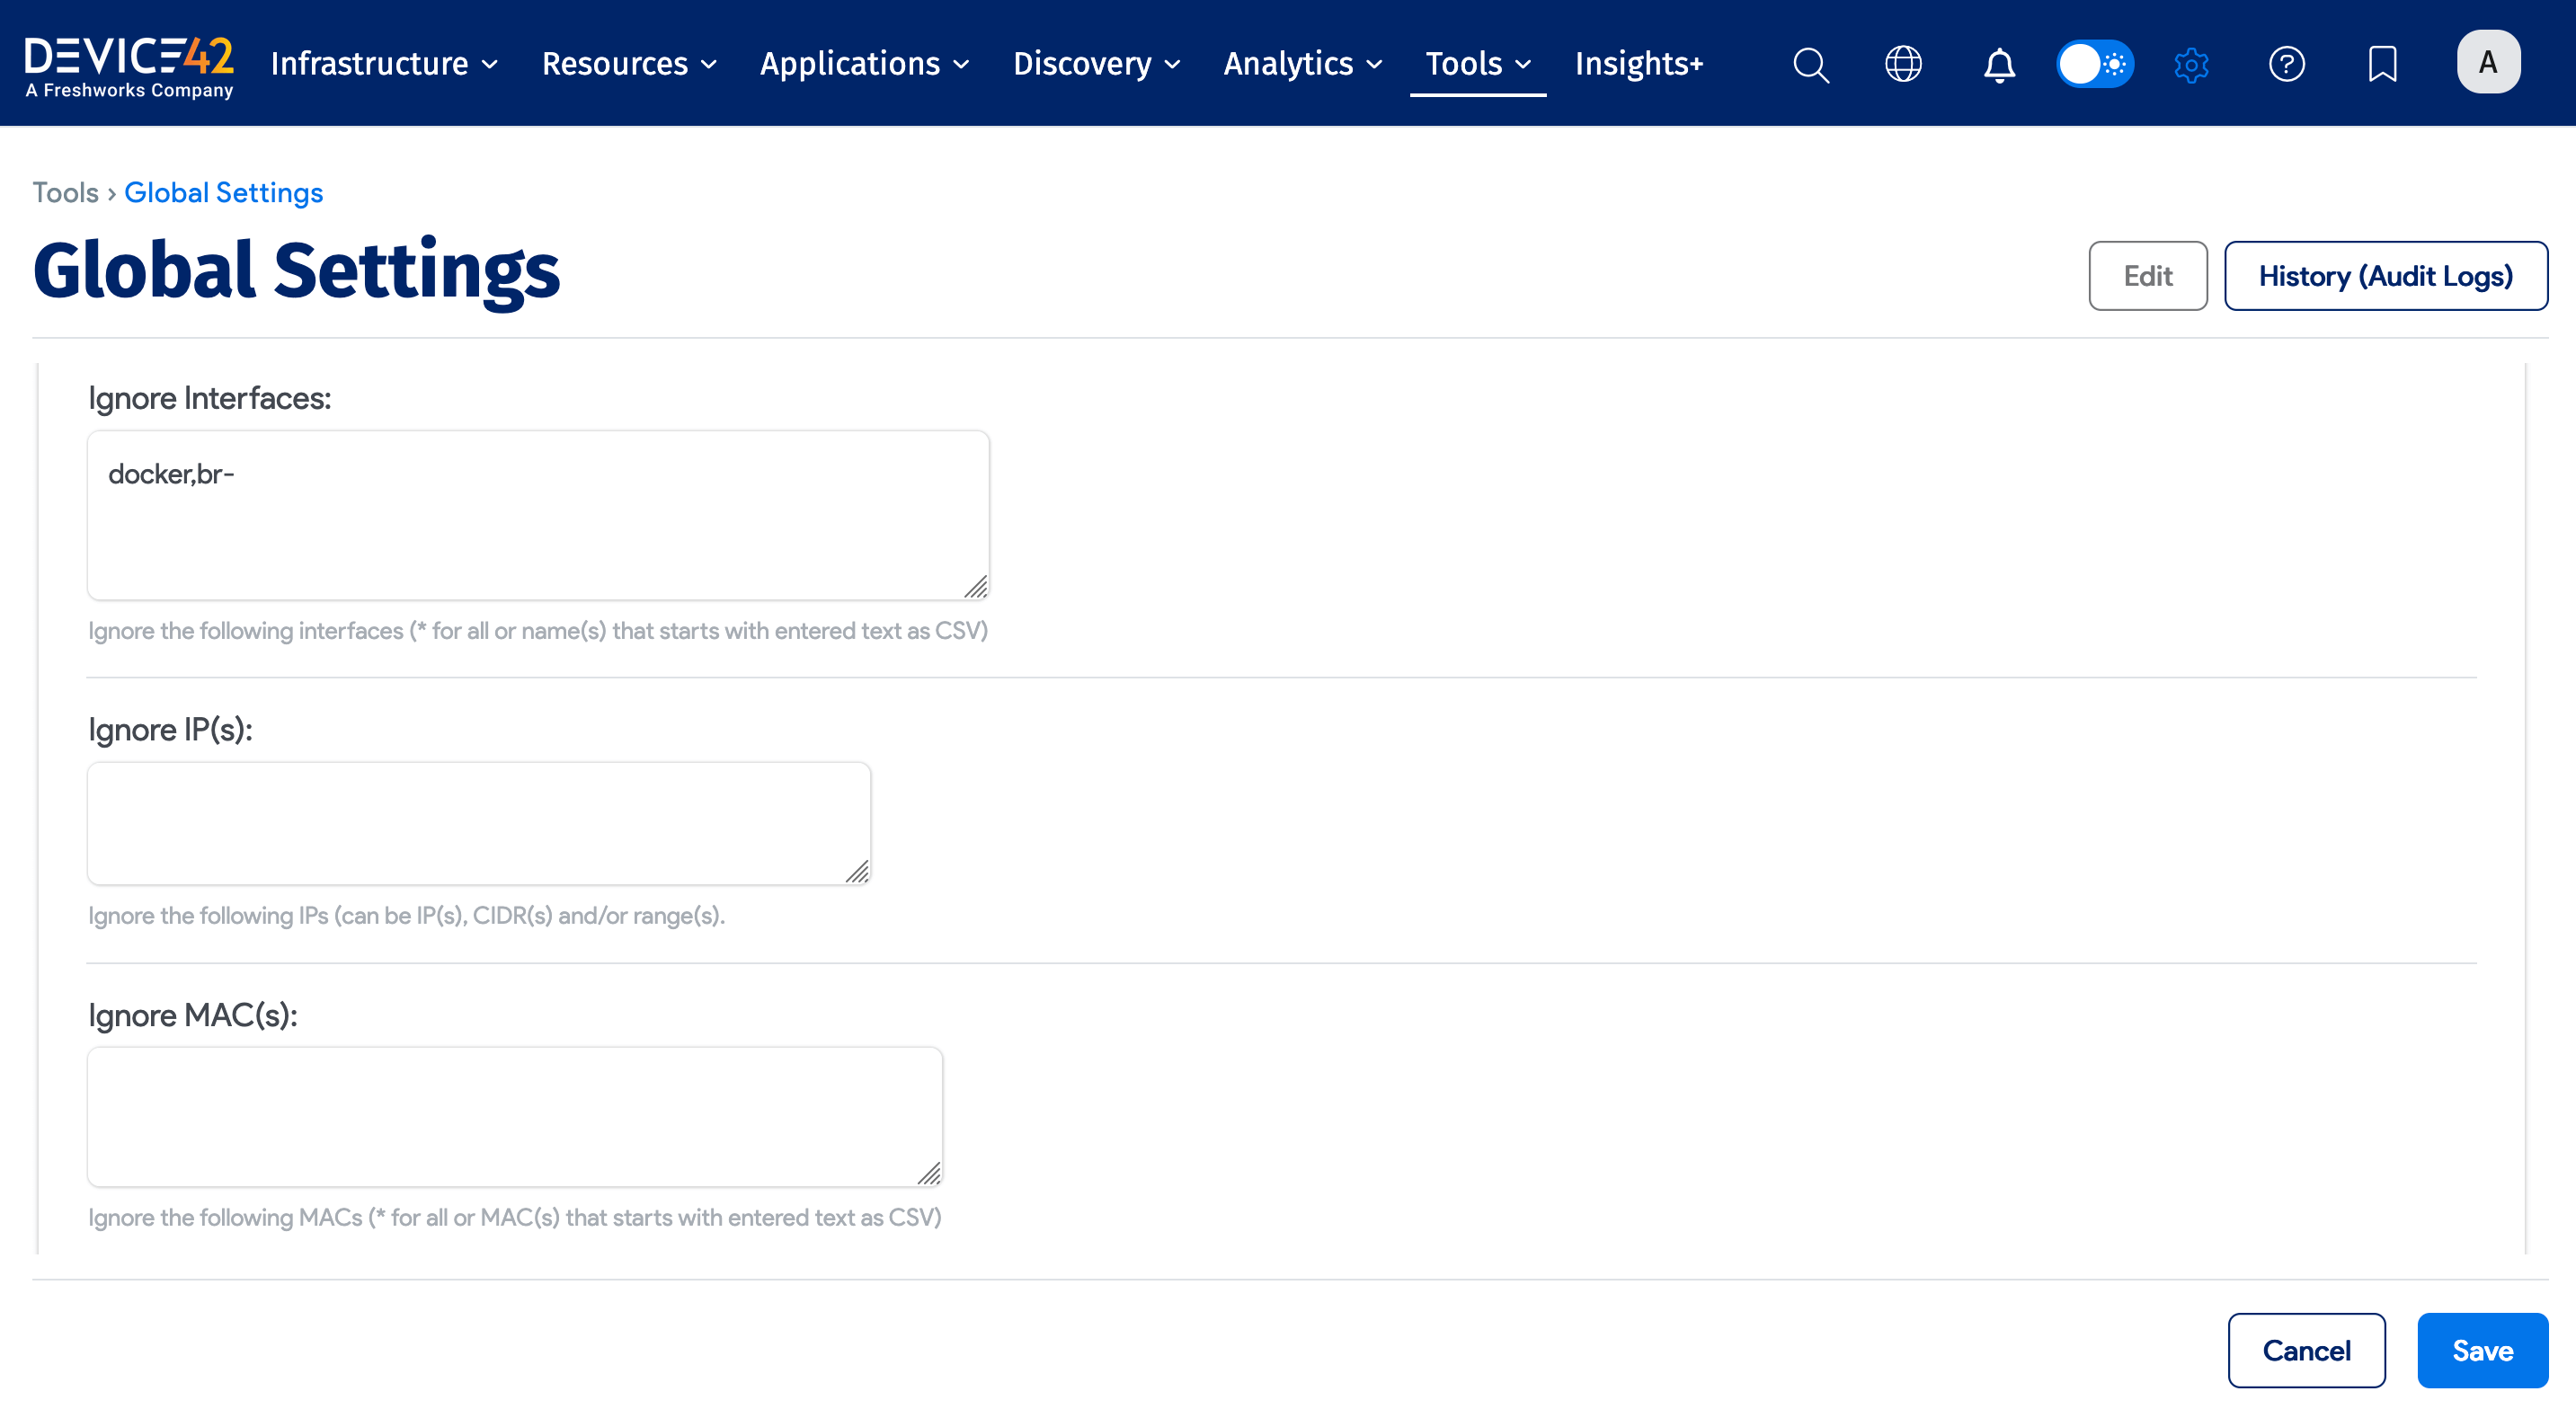 DEVICE42
A Freshworks Company
Infrastructure Resources Applications Discovery Analytics Tools Insights+
A
Tools › Global Settings
Global Settings
Edit
History (Audit Logs)
Ignore Interfaces:
docker,br-
Ignore the following interfaces (* for all or name(s) that starts with entered text as CSV)
Ignore IP(s):
Ignore the following IPs (can be IP(s), CIDR(s) and/or range(s).
Ignore MAC(s):
Ignore the following MACs (* for all or MAC(s) that starts with entered text as CSV)
Cancel
Save